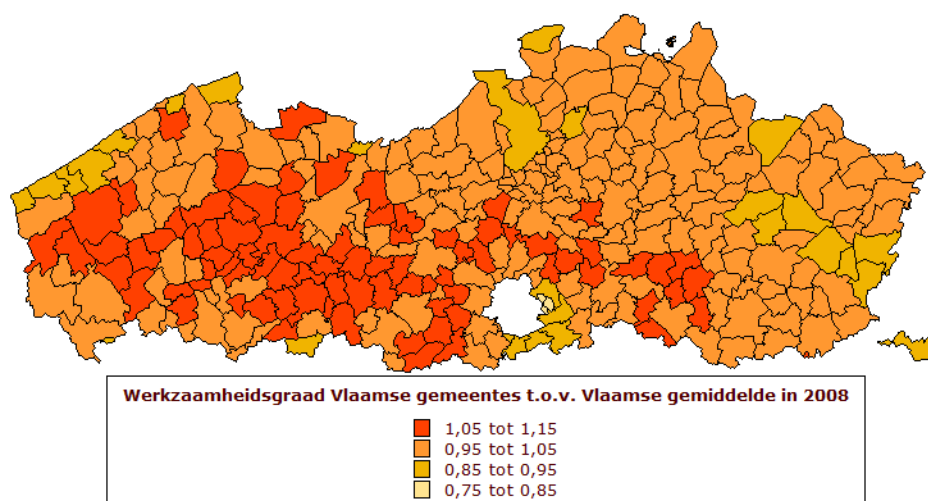 Werkzaamheidsgraad Vlaamse gemeentes t.o.v. Vlaamse gemiddelde in 2008
1,05 tot 1,15
0,95 tot 1,05
0,85 tot 0,95
0,75 tot 0,85